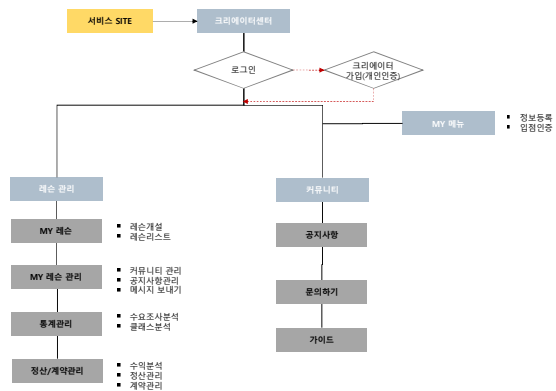 서비스 SITE
크리에이터센터
로그인
크리에이터
가입(개인인증)
MY 메뉴
정보등록
입점인증
레슨 관리
커뮤니티
MY 레슨
레슨개설
레슨리스트
공지사항
MY 레슨 관리
커뮤니티 관리
공지사항관리
메시지 보내기
문의하기
통계관리
수요조사분석
클래스분석
가이드
정산/계약관리
수익분석
정산관리
계약관리